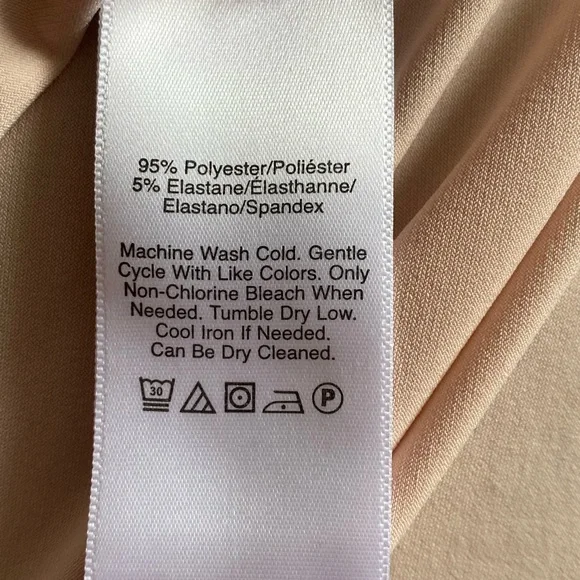 95% Polyester/Poliéster
5% Elastane/Élasthanne/
Elastano/Spandex
Machine Wash Cold. Gentle
Cycle With Like Colors. Only
Non-Chlorine Bleach When
Needed. Tumble Dry Low.
Cool Iron If Needed.
Can Be Dry Cleaned.
30 P